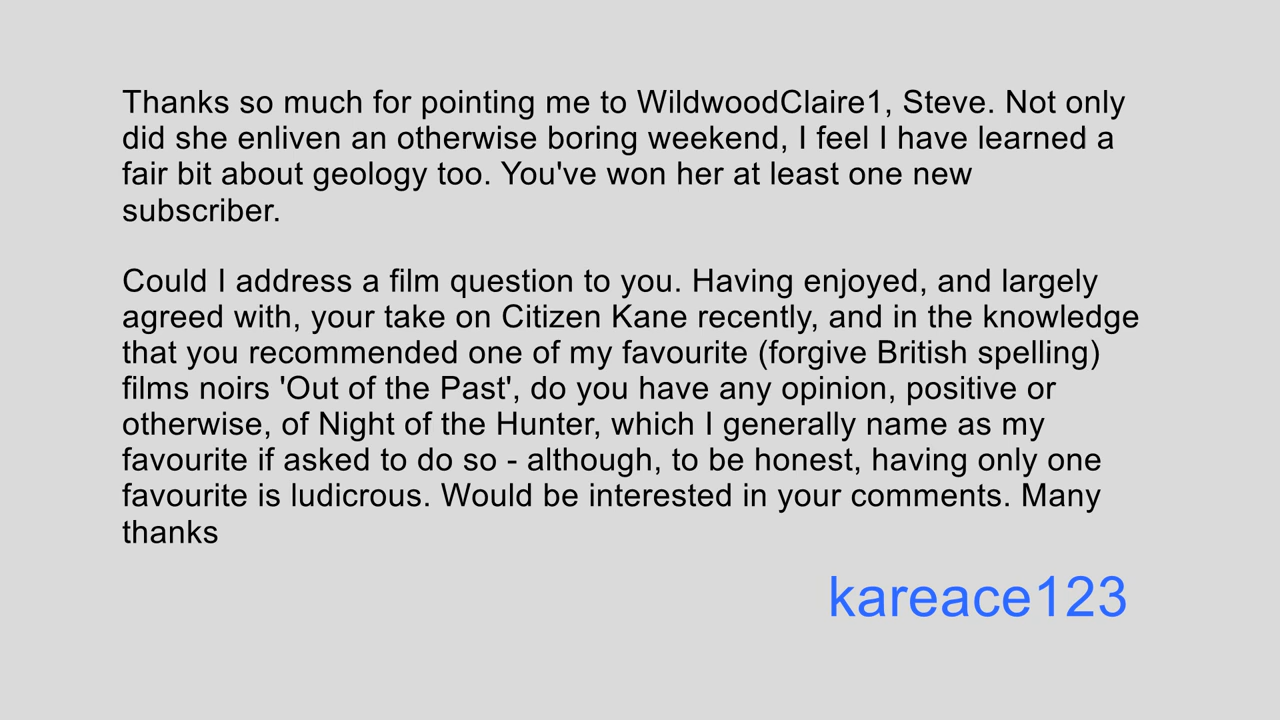 Thanks so much for pointing me to WildwoodClaire1, Steve. Not only
did she enliven an otherwise boring weekend, I feel I have learned a
fair bit about geology too. You've won her at least one new
subscriber.
Could I address a film question to you. Having enjoyed, and largely
agreed with, your take on Citizen Kane recently, and in the knowledge
that you recommended one of my favourite (forgive British spelling)
films noirs 'Out of the Past', do you have any opinion, positive or
otherwise, of Night of the Hunter, which I generally name as my
favourite if asked to do so - although, to be honest, having only one
favourite is ludicrous. Would be interested in your comments. Many
thanks
kareace123